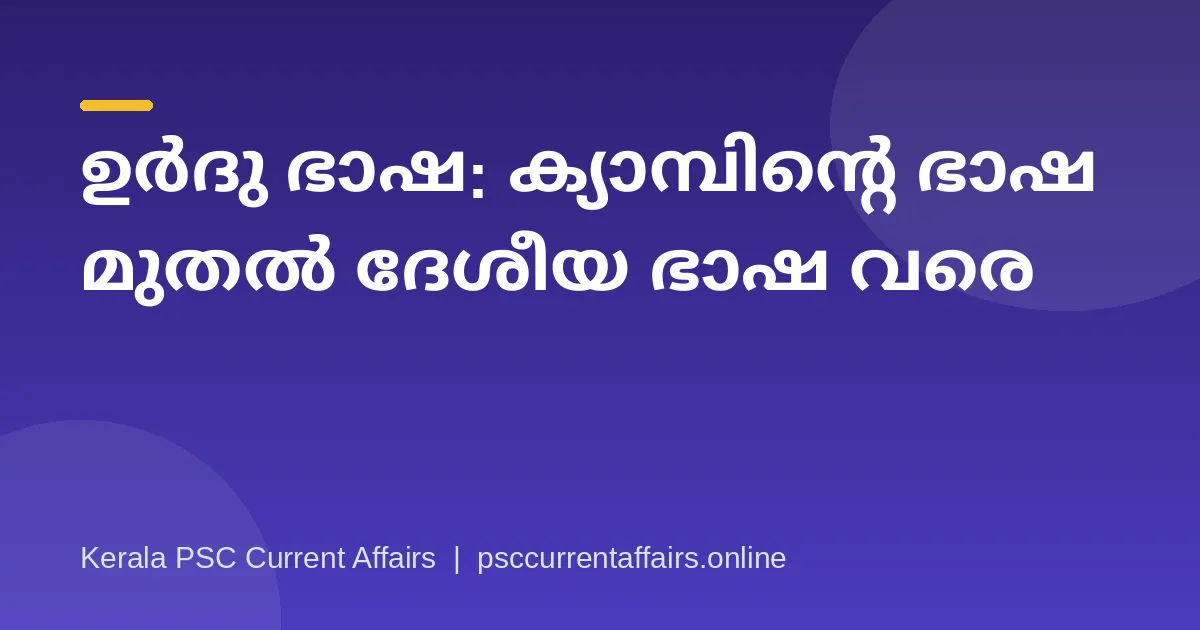 ഉർദു ഭാഷ: ക്യാമ്പിന്റെ ഭാഷ
മുതൽ ദേശീയ ഭാഷ വരെ
Kerala PSC Current Affairs | psccurrentaffairs.online